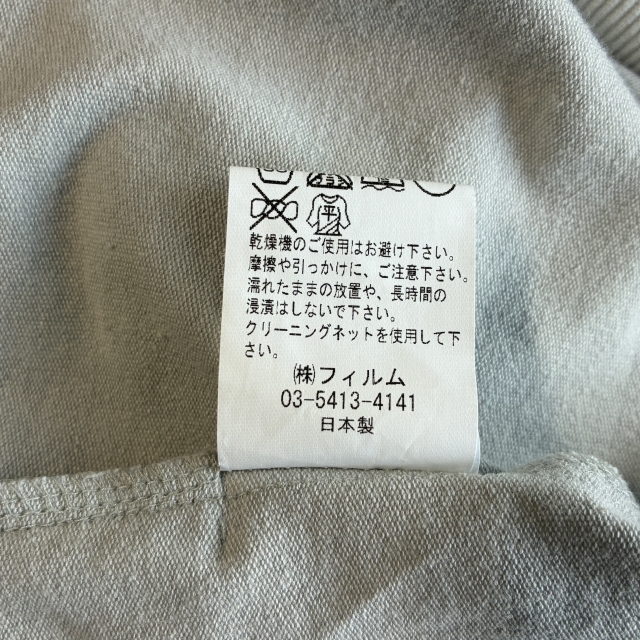 平
乾燥機のご使用はお避け下さい。
摩擦や引っかけに、ご注意下さい。
濡れたままの放置や、長時間の
浸漬はしないで下さい。
クリーニングネットを使用して下
さい。
㈱フィルム
03-5413-4141
日本製